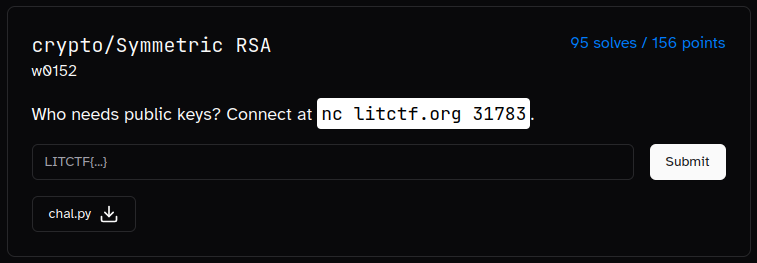 crypto/Symmetric RSA
95 solves / 156 points
w0152
Who needs public keys? Connect at nc litctf.org 31783.
LITCTF{...}
Submit
chal.py